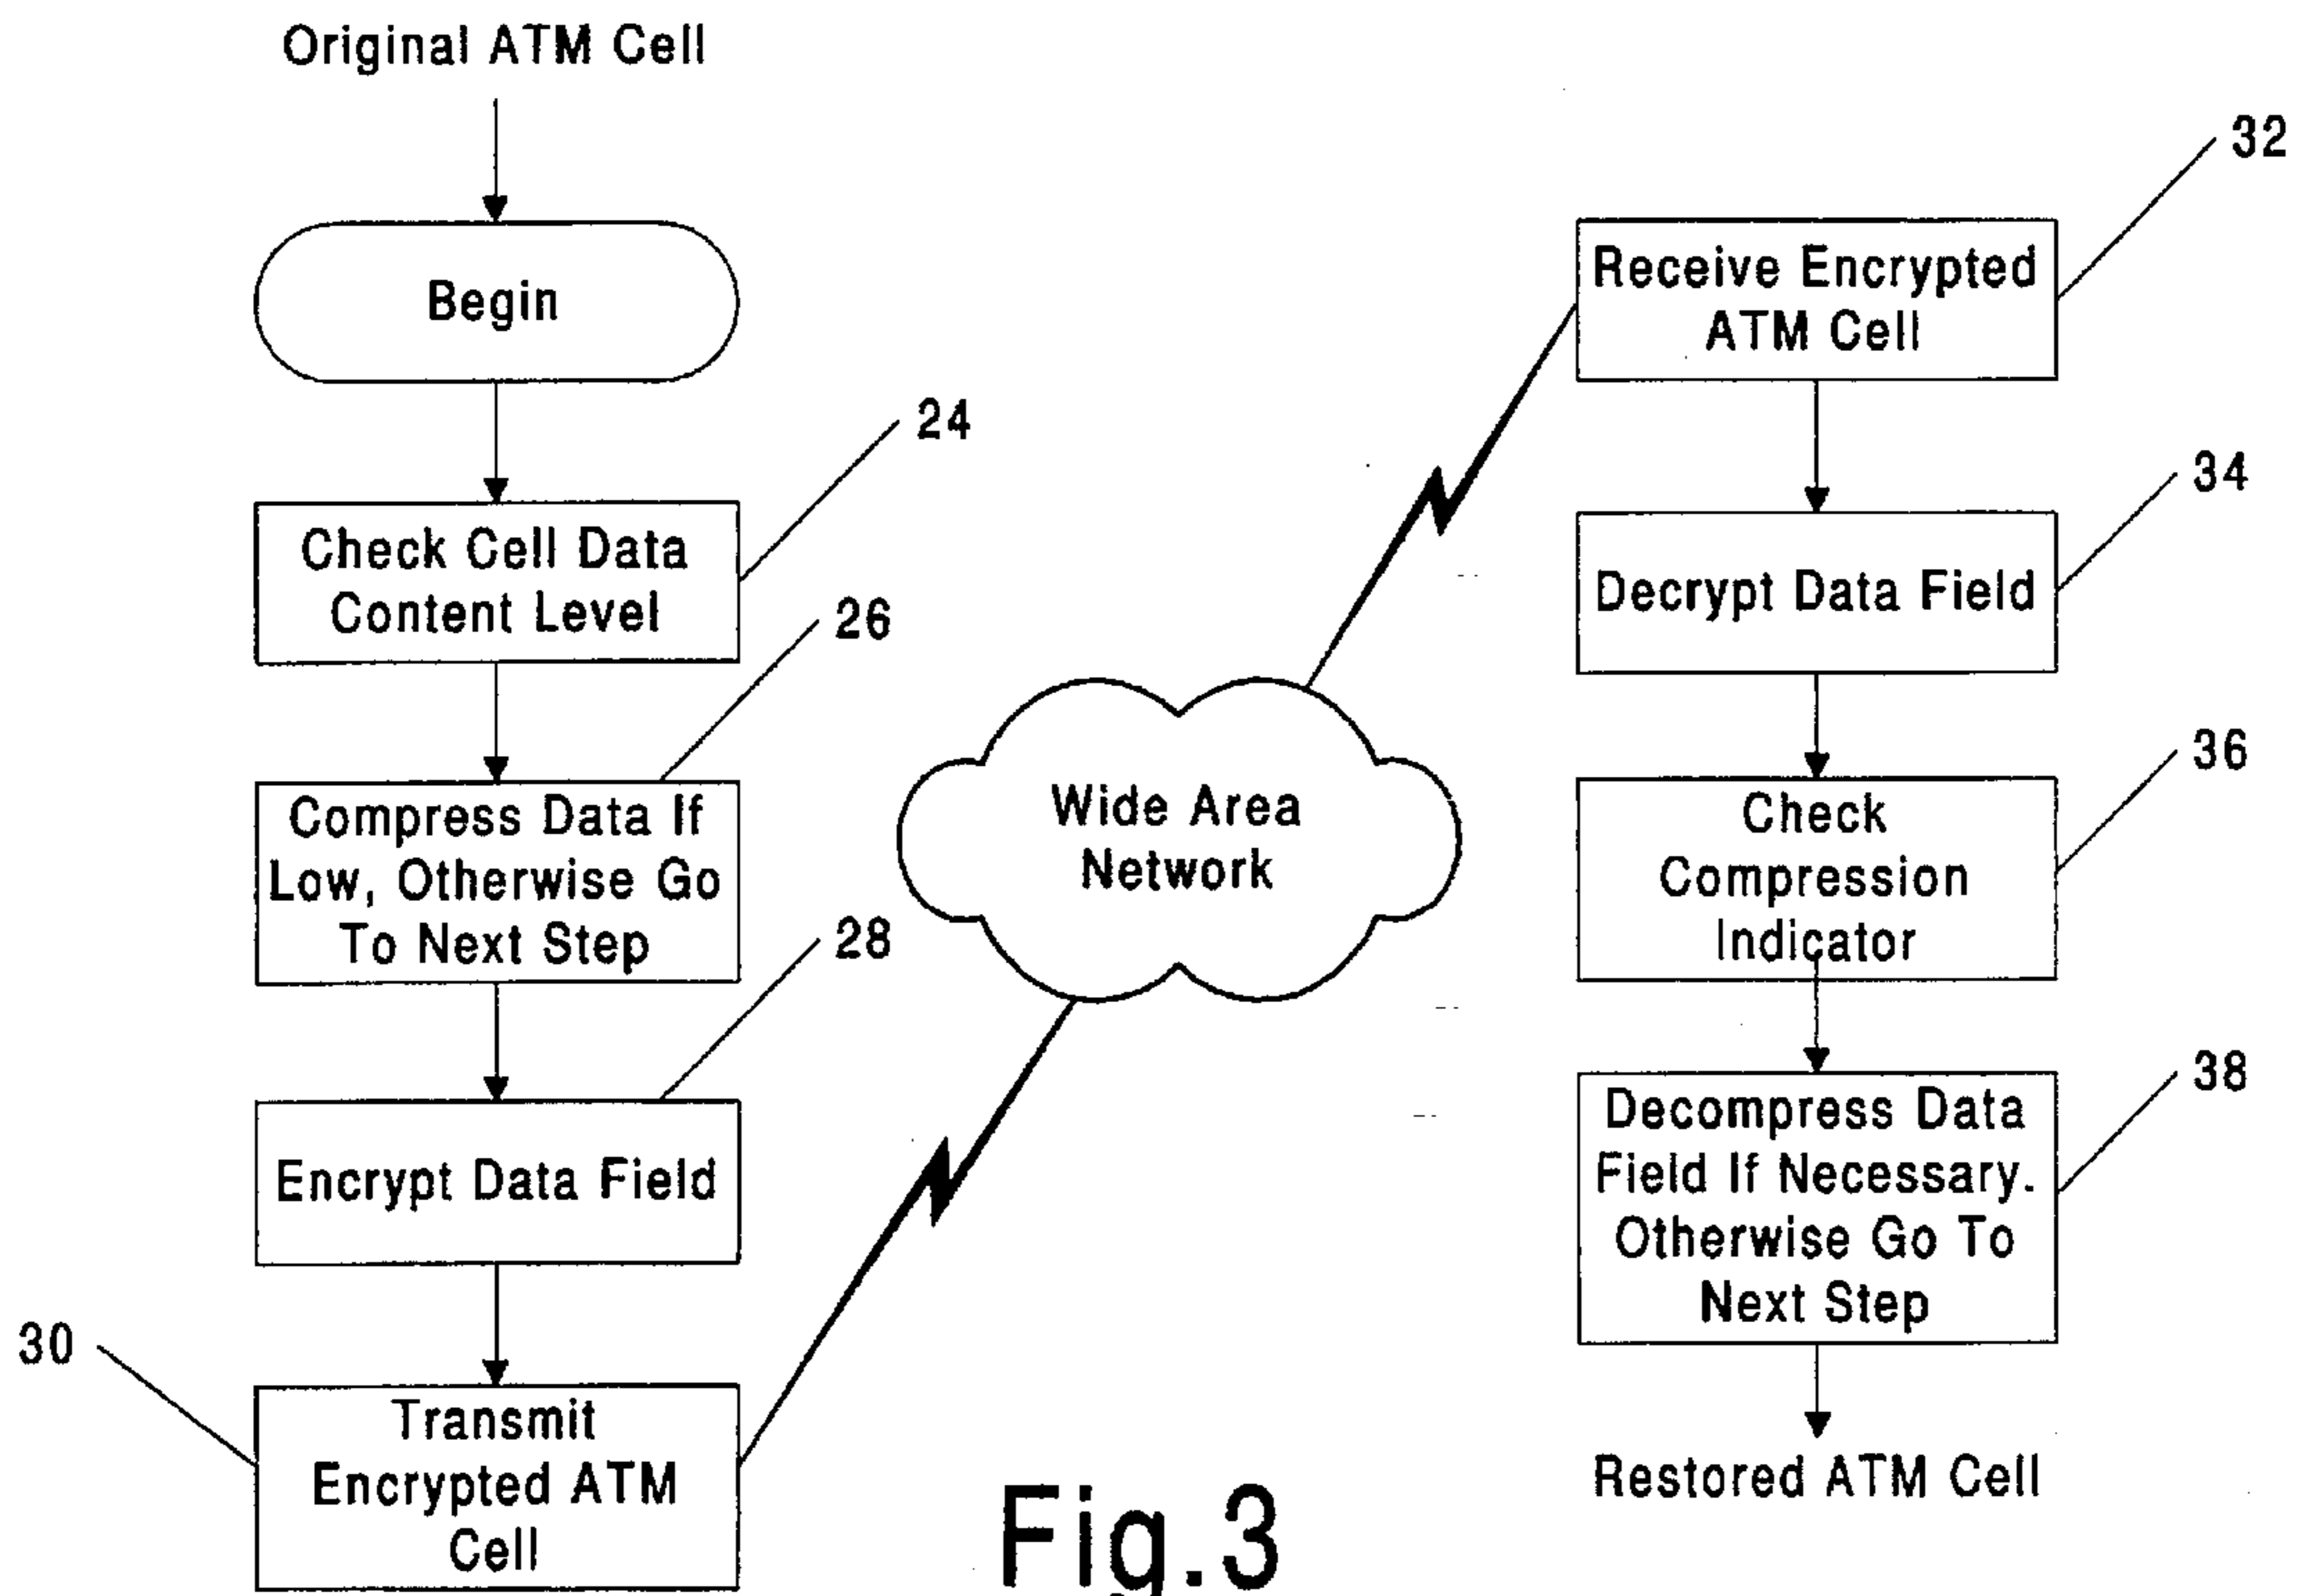 Original ATM Cell
Begin
24
Check Cell Data
Content Level
26
Compress Data If
Low, Otherwise Go
To Next Step
28
Encrypt Data Field
30
Transmit
Encrypted ATM
Cell
Wide Area
Network
32
Receive Encrypted
ATM Cell
34
Decrypt Data Field
36
Check
Compression
Indicator
38
Decompress Data
Field If Necessary.
Otherwise Go To
Next Step
Restored ATM Cell
Fig.3